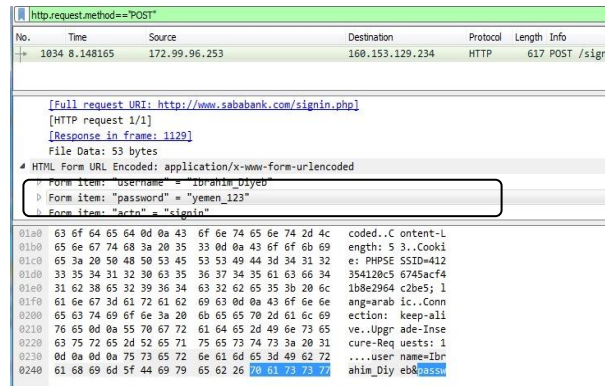 http.request.method=="POST"
No. Time Source Destination Protocol Length Info
1034 8.148165 172.99.96.253 160.153.129.234 HTTP 617 POST /sign
[Full request URI: http://www.sababank.com/signin.php]
[HTTP request 1/1]
[Response in frame: 1129]
File Data: 53 bytes
HTML Form URL Encoded: application/x-www-form-urlencoded
Form item: "username" = "Ibrahim_Diyeb"
Form item: "password" = "yemen_123"
Form item: "actn" = "signin"
01a0 63 6f 64 65 64 0d 0a 43 6f 6e 74 65 6e 74 2d 4c coded..C ontent-L
01b0 65 6e 67 74 68 3a 20 35 33 0d 0a 43 6f 6f 6b 69 ength: 5 3..Cooki
01c0 65 3a 20 50 48 50 53 45 53 53 49 44 3d 34 31 32 e: PHPSE SSID=412
01d0 33 35 34 31 32 30 63 35 36 37 34 35 61 63 66 34 354120c5 6745acf4
01e0 31 62 38 65 32 39 36 34 63 32 62 65 35 3b 20 6c 1b8e2964 c2be5; l
01f0 61 6e 67 3d 61 72 61 62 69 63 0d 0a 43 6f 6e 6e ang=arab ic..Conn
0200 65 63 74 69 6f 6e 3a 20 6b 65 65 70 2d 61 6c 69 ection: keep-ali
0210 76 65 0d 0a 55 70 67 72 61 64 65 2d 49 6e 73 65 ve..Upgr ade-Inse
0220 63 75 72 65 2d 52 65 71 75 65 73 74 73 3a 20 31 cure-Req uests: 1
0230 0d 0a 0d 0a 75 73 65 72 6e 61 6d 65 3d 49 62 72 ....user name=Ibr
0240 61 68 69 6d 5f 44 69 79 65 62 26 70 61 73 73 77 ahim_Diy eb&passw